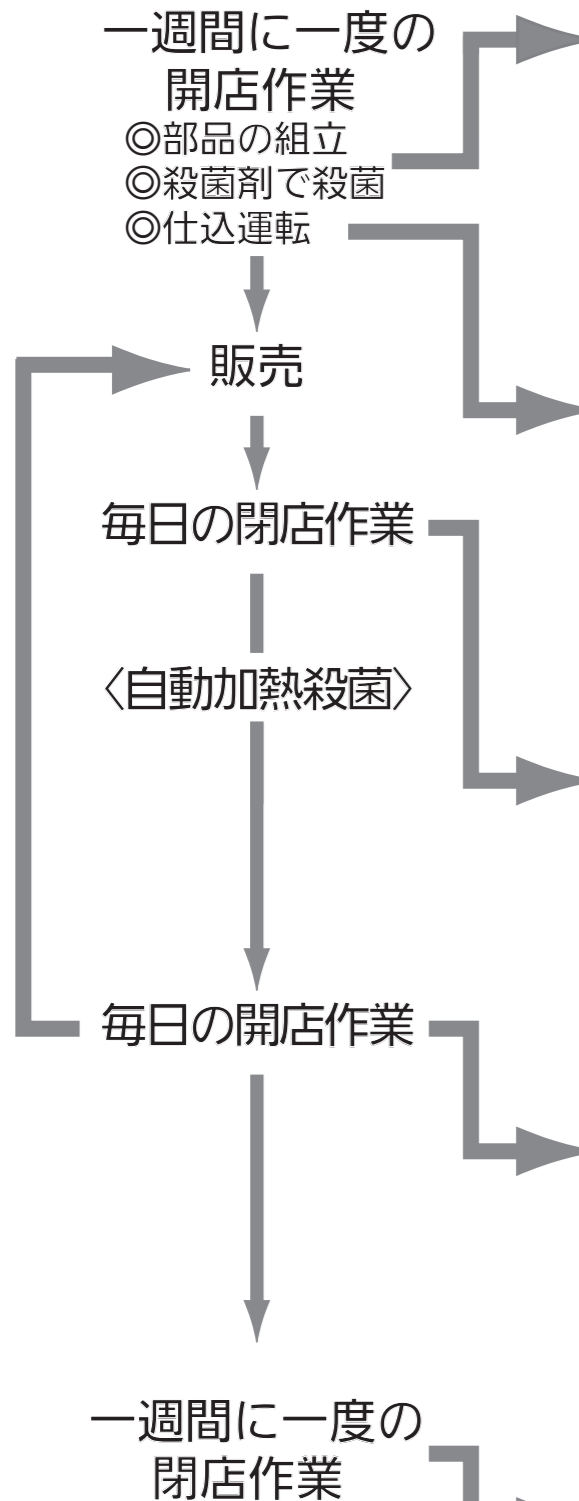 一週間に一度の
開店作業
◎部品の組立
◎殺菌剤で殺菌
◎仕込運転
販売
毎日の閉店作業
〈自動加熱殺菌〉
毎日の開店作業
一週間に一度の
閉店作業